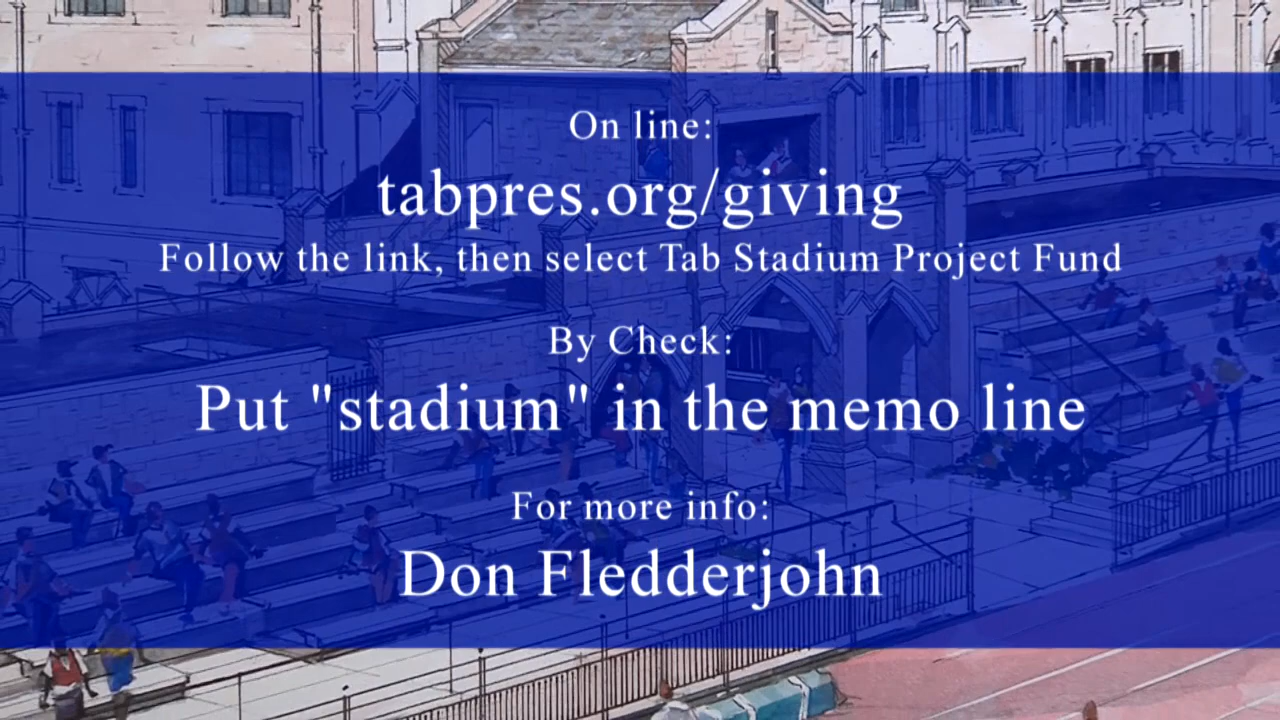 On line:
tabpres.org/giving
Follow the link, then select Tab Stadium Project Fund
By Check:
Put "stadium" in the memo line
For more info:
Don Fledderjohn